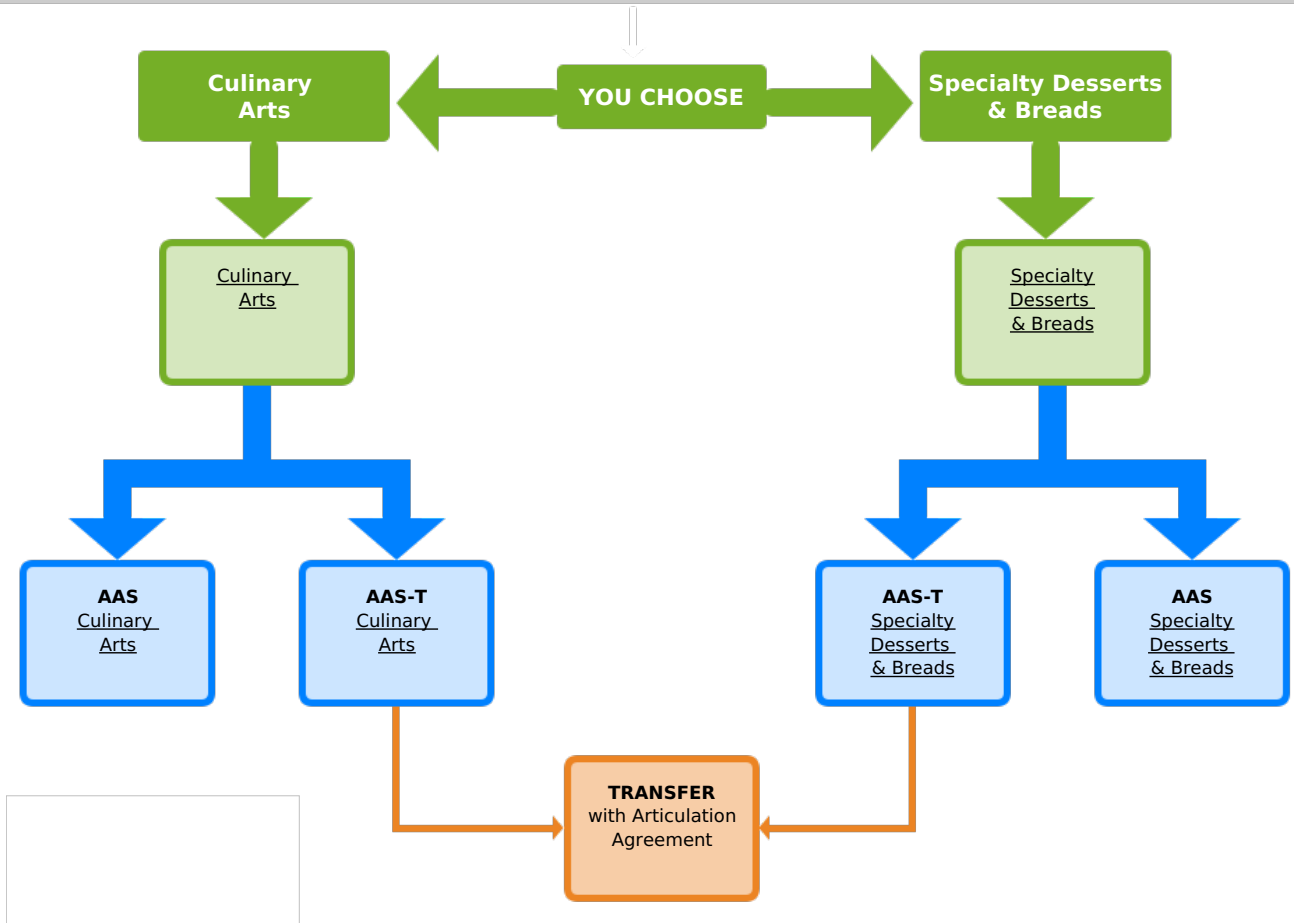 Culinary
Arts
YOU CHOOSE
Specialty Desserts
& Breads
Culinary
Arts
Specialty
Desserts
& Breads
AAS
Culinary
Arts
AAS-T
Culinary
Arts
AAS-T
Specialty
Desserts
& Breads
AAS
Specialty
Desserts
& Breads
TRANSFER
with Articulation
Agreement